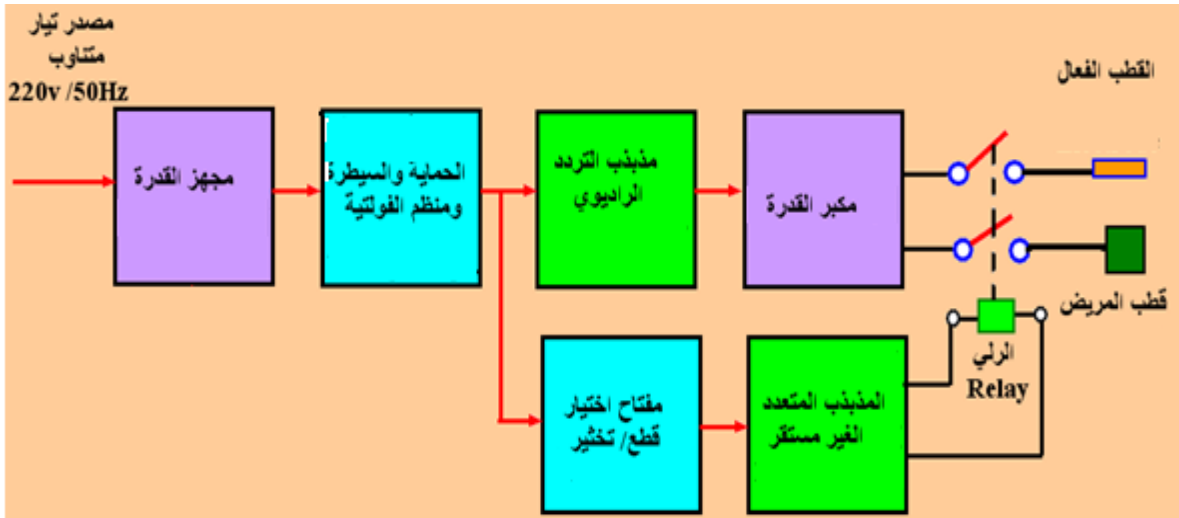 مصدر تيار
متناوب
220v /50Hz
مجهز القدرة
الحماية والسيطرة
ومنظم الفولتية
مذبذب التردد
الراديوي
مكبر القدرة
القطب الفعال
قطب المريض
الرلي
Relay
مفتاح اختيار
قطع/ تخثير
المذبذب المتعدد
الغير مستقر